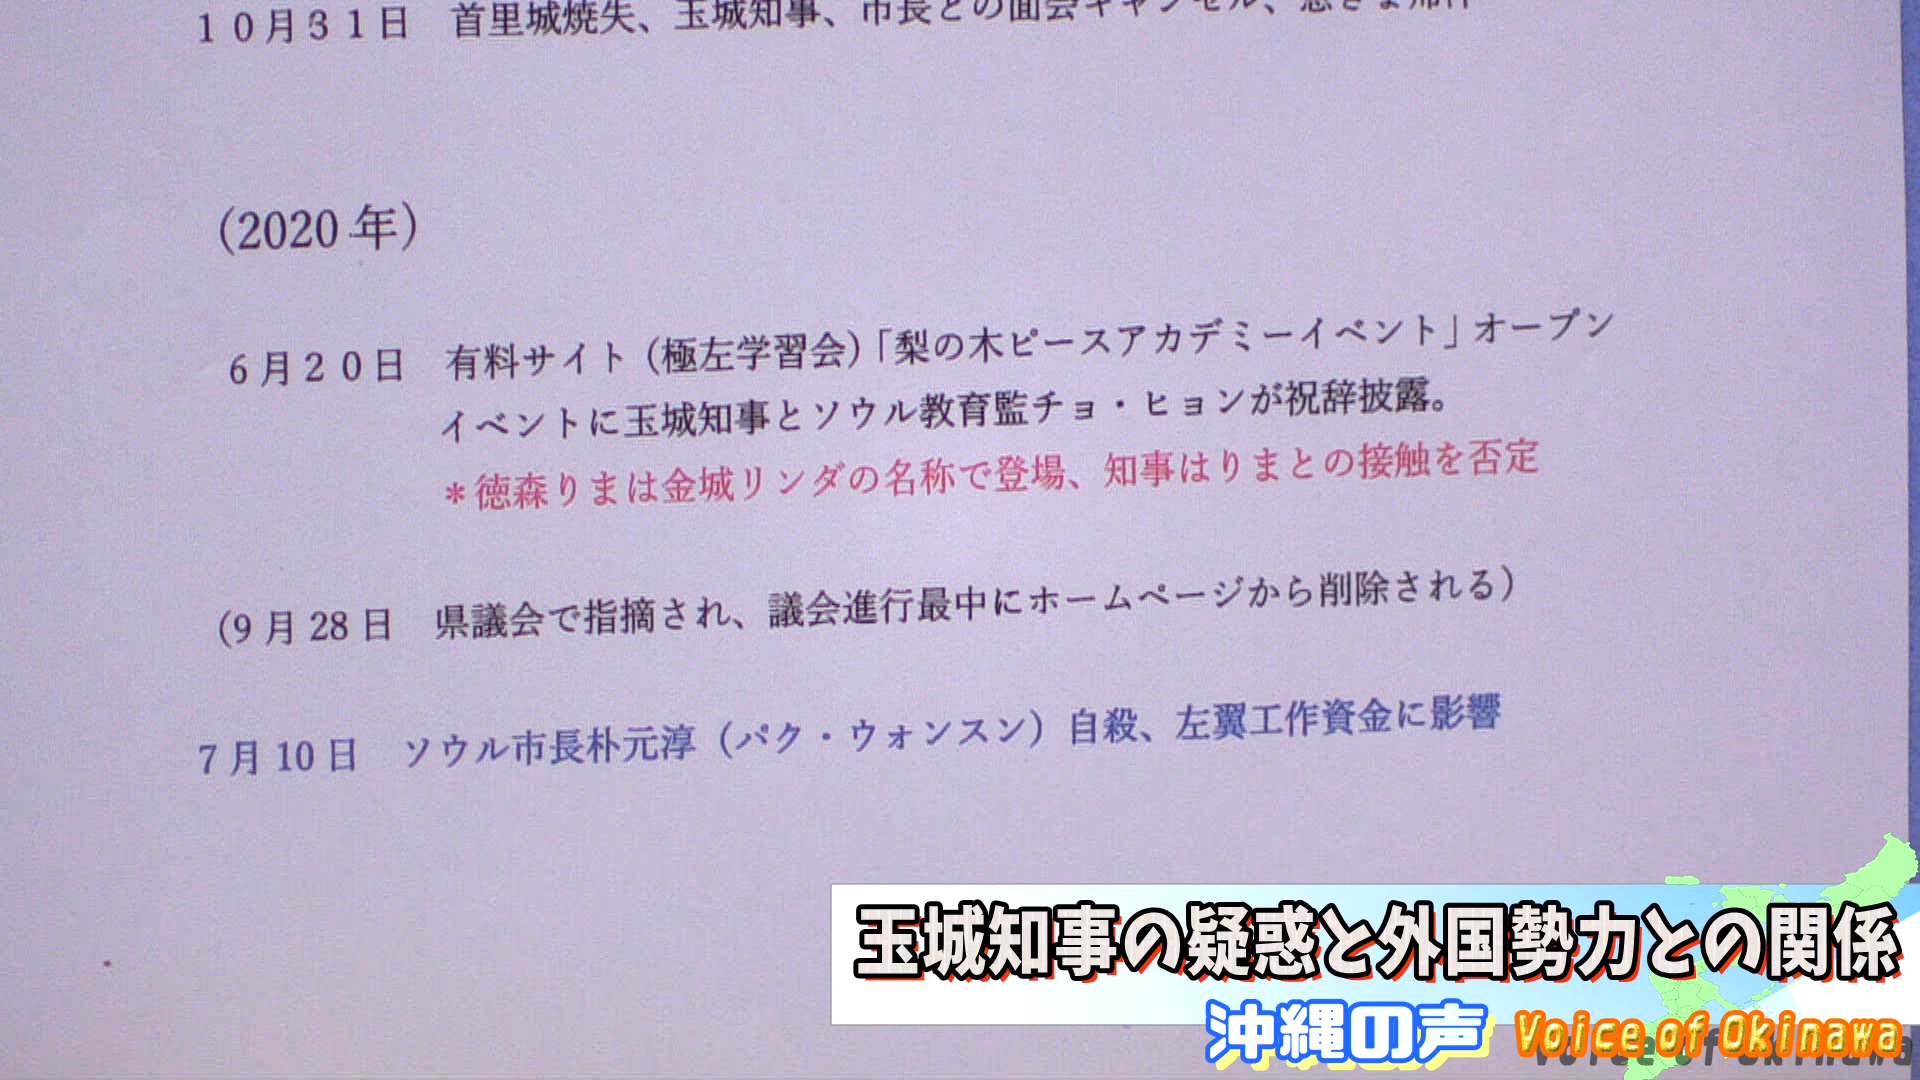 10月31日 首里城焼失、玉城知事、市長との面会キャンセル、急きょ帰沖
(2020 年)
6月20日 有料サイト(極左学習会)「梨の木ピースアカデミーイベント」オープン
イベントに玉城知事とソウル教育監チョ・ヒョンが祝辞披露。
*徳森りまは金城リンダの名称で登場、知事はりまとの接触を否定
(9 月 28 日 県議会で指摘され、議会進行最中にホームページから削除される)
7 月 10 日 ソウル市長朴元淳(パク・ウォンスン)自殺、左翼工作資金に影響
玉城知事の疑惑と外国勢力との関係
沖縄の声 Voice of Okinawa